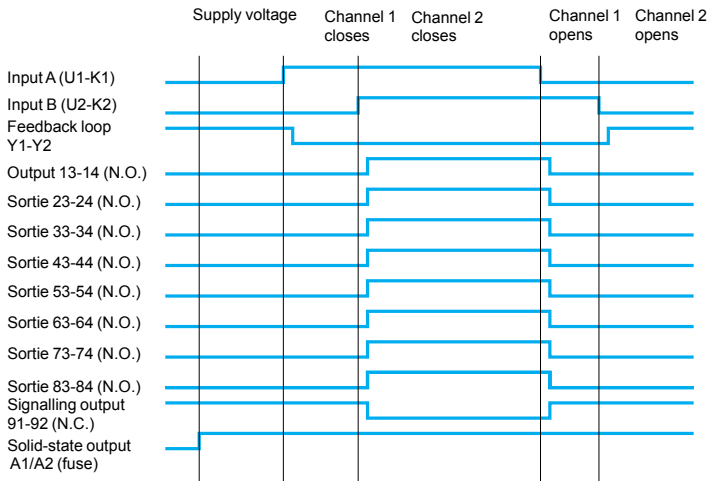 Supply voltage
Channel 1
closes
Channel 2
closes
Channel 1
opens
Channel 2
opens
Input A (U1-K1)
Input B (U2-K2)
Feedback loop
Y1-Y2
Output 13-14 (N.O.)
Sortie 23-24 (N.O.)
Sortie 33-34 (N.O.)
Sortie 43-44 (N.O.)
Sortie 53-54 (N.O.)
Sortie 63-64 (N.O.)
Sortie 73-74 (N.O.)
Sortie 83-84 (N.O.)
Signalling output
91-92 (N.C.)
Solid-state output
A1/A2 (fuse)